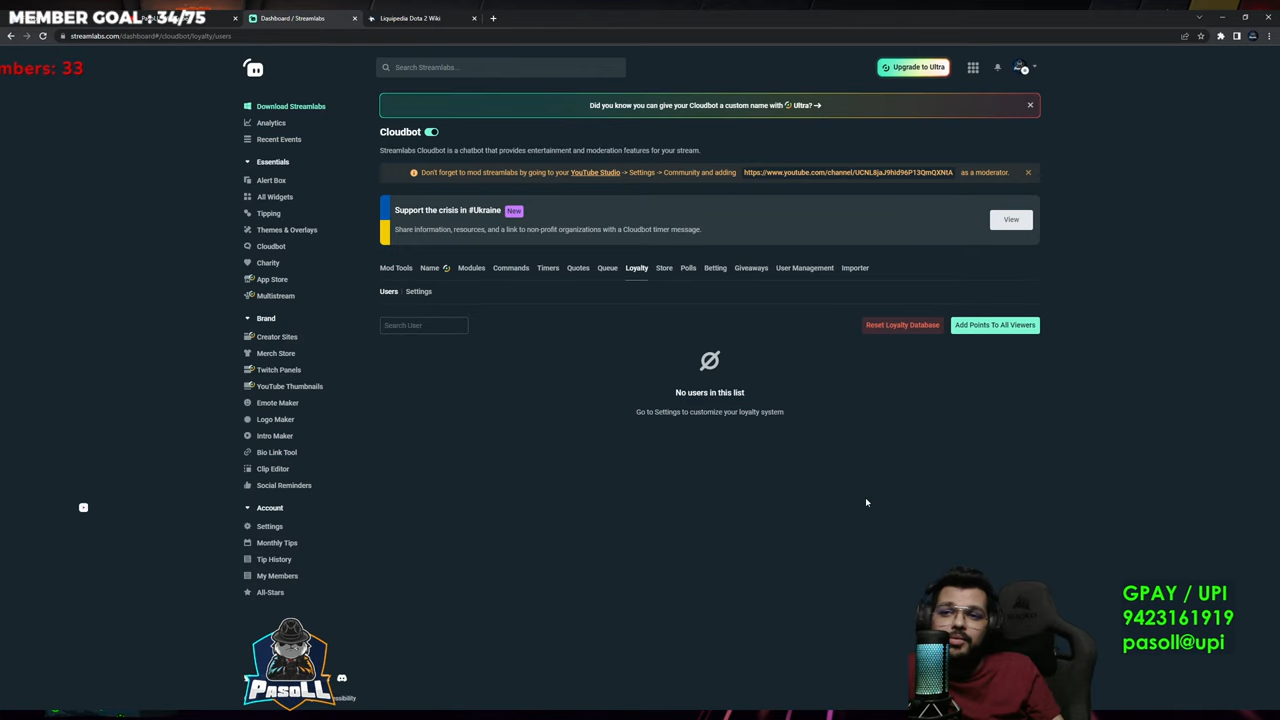 MEMBER GOAL : 34/75
Dashboard / Streamlabs
Liquipedia Dota 2 Wiki
streamlabs.com/dashboard#/cloudbot/loyalty/users
mbers: 33
Search Streamlabs...
Upgrade to Ultra
Download Streamlabs
Analytics
Recent Events
Essentials
Alert Box
All Widgets
Tipping
Themes & Overlays
Cloudbot
Charity
App Store
Multistream
Brand
Creator Sites
Merch Store
Twitch Panels
YouTube Thumbnails
Emote Maker
Logo Maker
Intro Maker
Bio Link Tool
Clip Editor
Social Reminders
Account
Settings
Monthly Tips
Tip History
My Members
All-Stars
ssibility
PASOLL
Did you know you can give your Cloudbot a custom name with Ultra? →
Cloudbot
Streamlabs Cloudbot is a chatbot that provides entertainment and moderation features for your stream.
Don't forget to mod streamlabs by going to your YouTube Studio -> Settings -> Community and adding https://www.youtube.com/channel/UCNL8jaJ9hId96P13QmQXNtA as a moderator.
Support the crisis in #Ukraine New
Share information, resources, and a link to non-profit organizations with a Cloudbot timer message.
View
Mod Tools Name Modules Commands Timers Quotes Queue Loyalty Store Polls Betting Giveaways User Management Importer
Users Settings
Search User
Reset Loyalty Database
Add Points To All Viewers
No users in this list
Go to Settings to customize your loyalty system
GPAY / UPI
9423161919
pasoll@upi